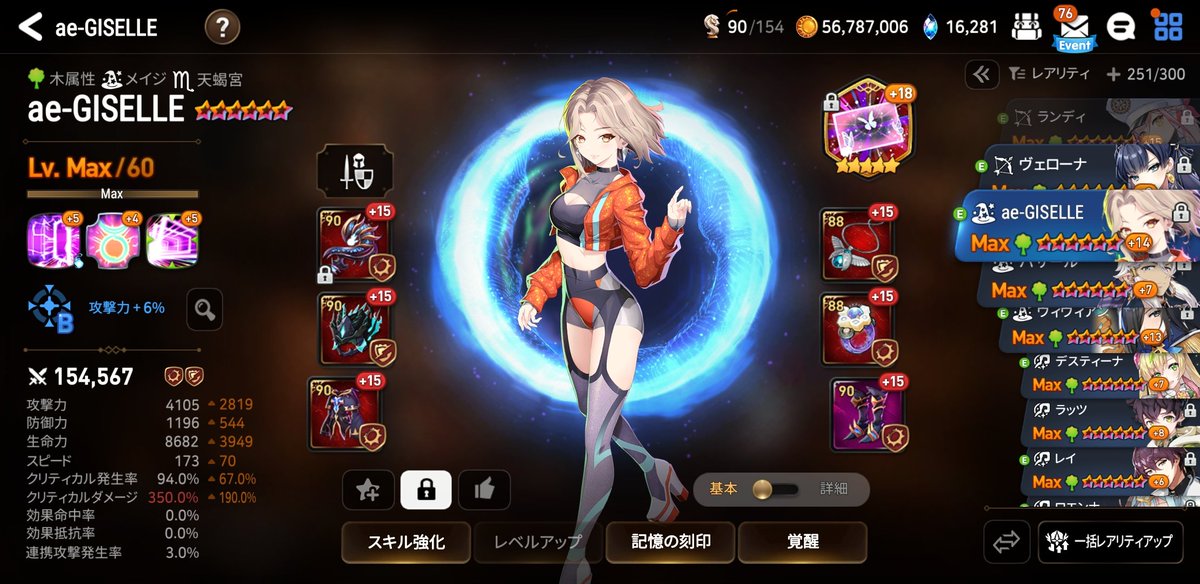 ae-GISELLE
?
90/154
56,787,006
16,281
76
Event
木属性 メイジ 天蝎宮
ae-GISELLE
Lv. Max/60
Max
+5
+4
+5
B
攻撃力+6%
154,567
攻撃力 4105 2819
防御力 1196 544
生命力 8682 3949
スピード 173 70
クリティカル発生率 94.0% 67.0%
クリティカルダメージ 350.0% 190.0%
効果命中率 0.0%
効果抵抗率 0.0%
連携攻撃発生率 3.0%
90 +15
90 +15
90 +15
+18
88 +15
88 +15
90 +15
基本 詳細
スキル強化
レベルアップ
記憶の刻印
覚醒
レアリティ
251/300
ランディ
Max +15
E ヴェローナ
E ae-GISELLE
Max +14
Max +7
E ヴィヴィアン
Max +13
E デスティーナ
Max +7
ラッツ
Max +8
E レイ
Max +6
一括レアリティアップ